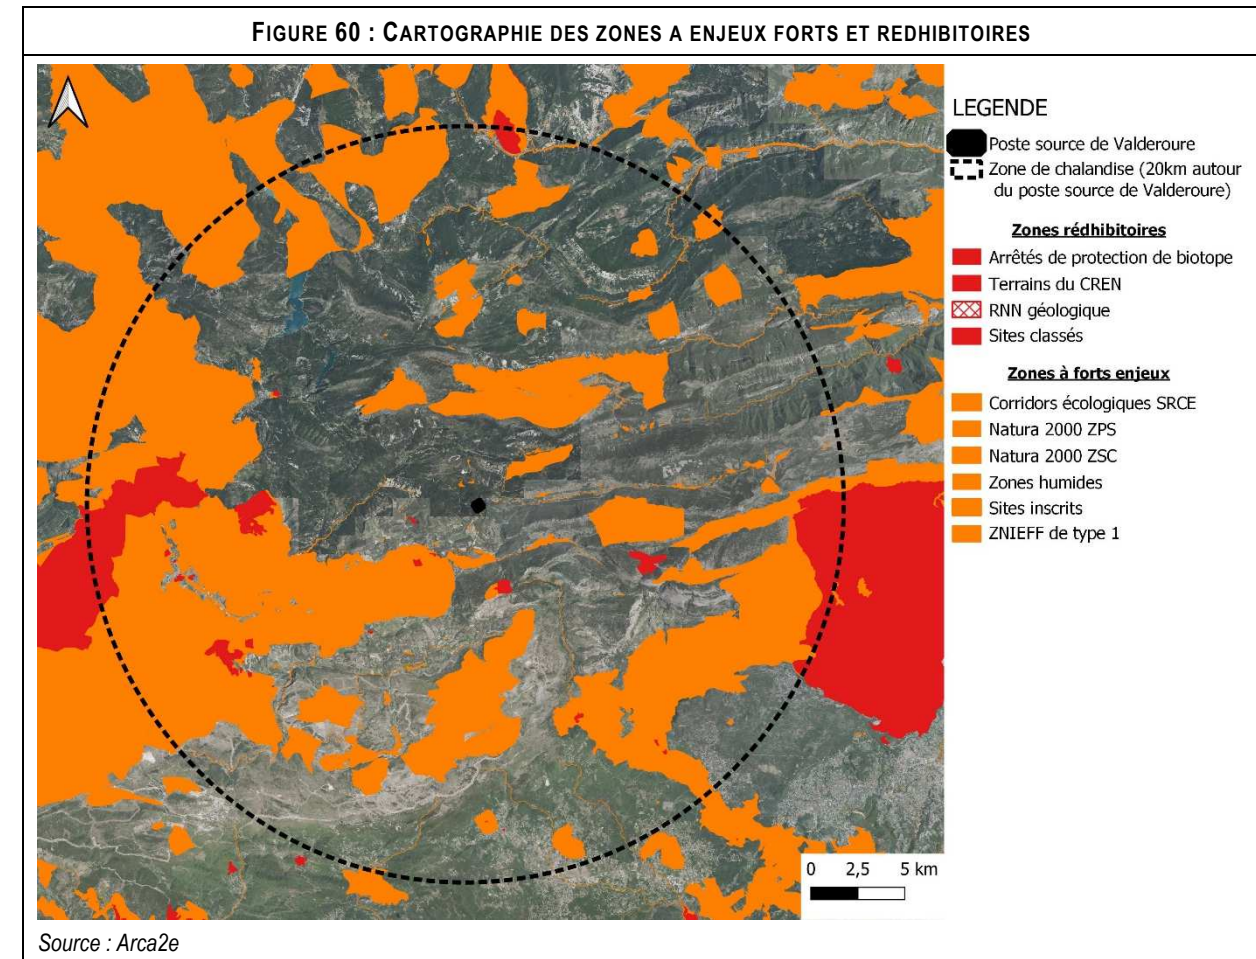 FIGURE 60 : CARTOGRAPHIE DES ZONES A ENJEUX FORTS ET REDHIBITOIRES
LEGENDE
Poste source de Valderoure
Zone de chalandise (20km autour
du poste source de Valderoure)
Zones rédhibitoires
Arrêtés de protection de biotope
Terrains du CREN
RNN géologique
Sites classés
Zones à forts enjeux
Corridors écologiques SRCE
Natura 2000 ZPS
Natura 2000 ZSC
Zones humides
Sites inscrits
ZNIEFF de type 1
0 2,5 5 km
Source : Arca2e